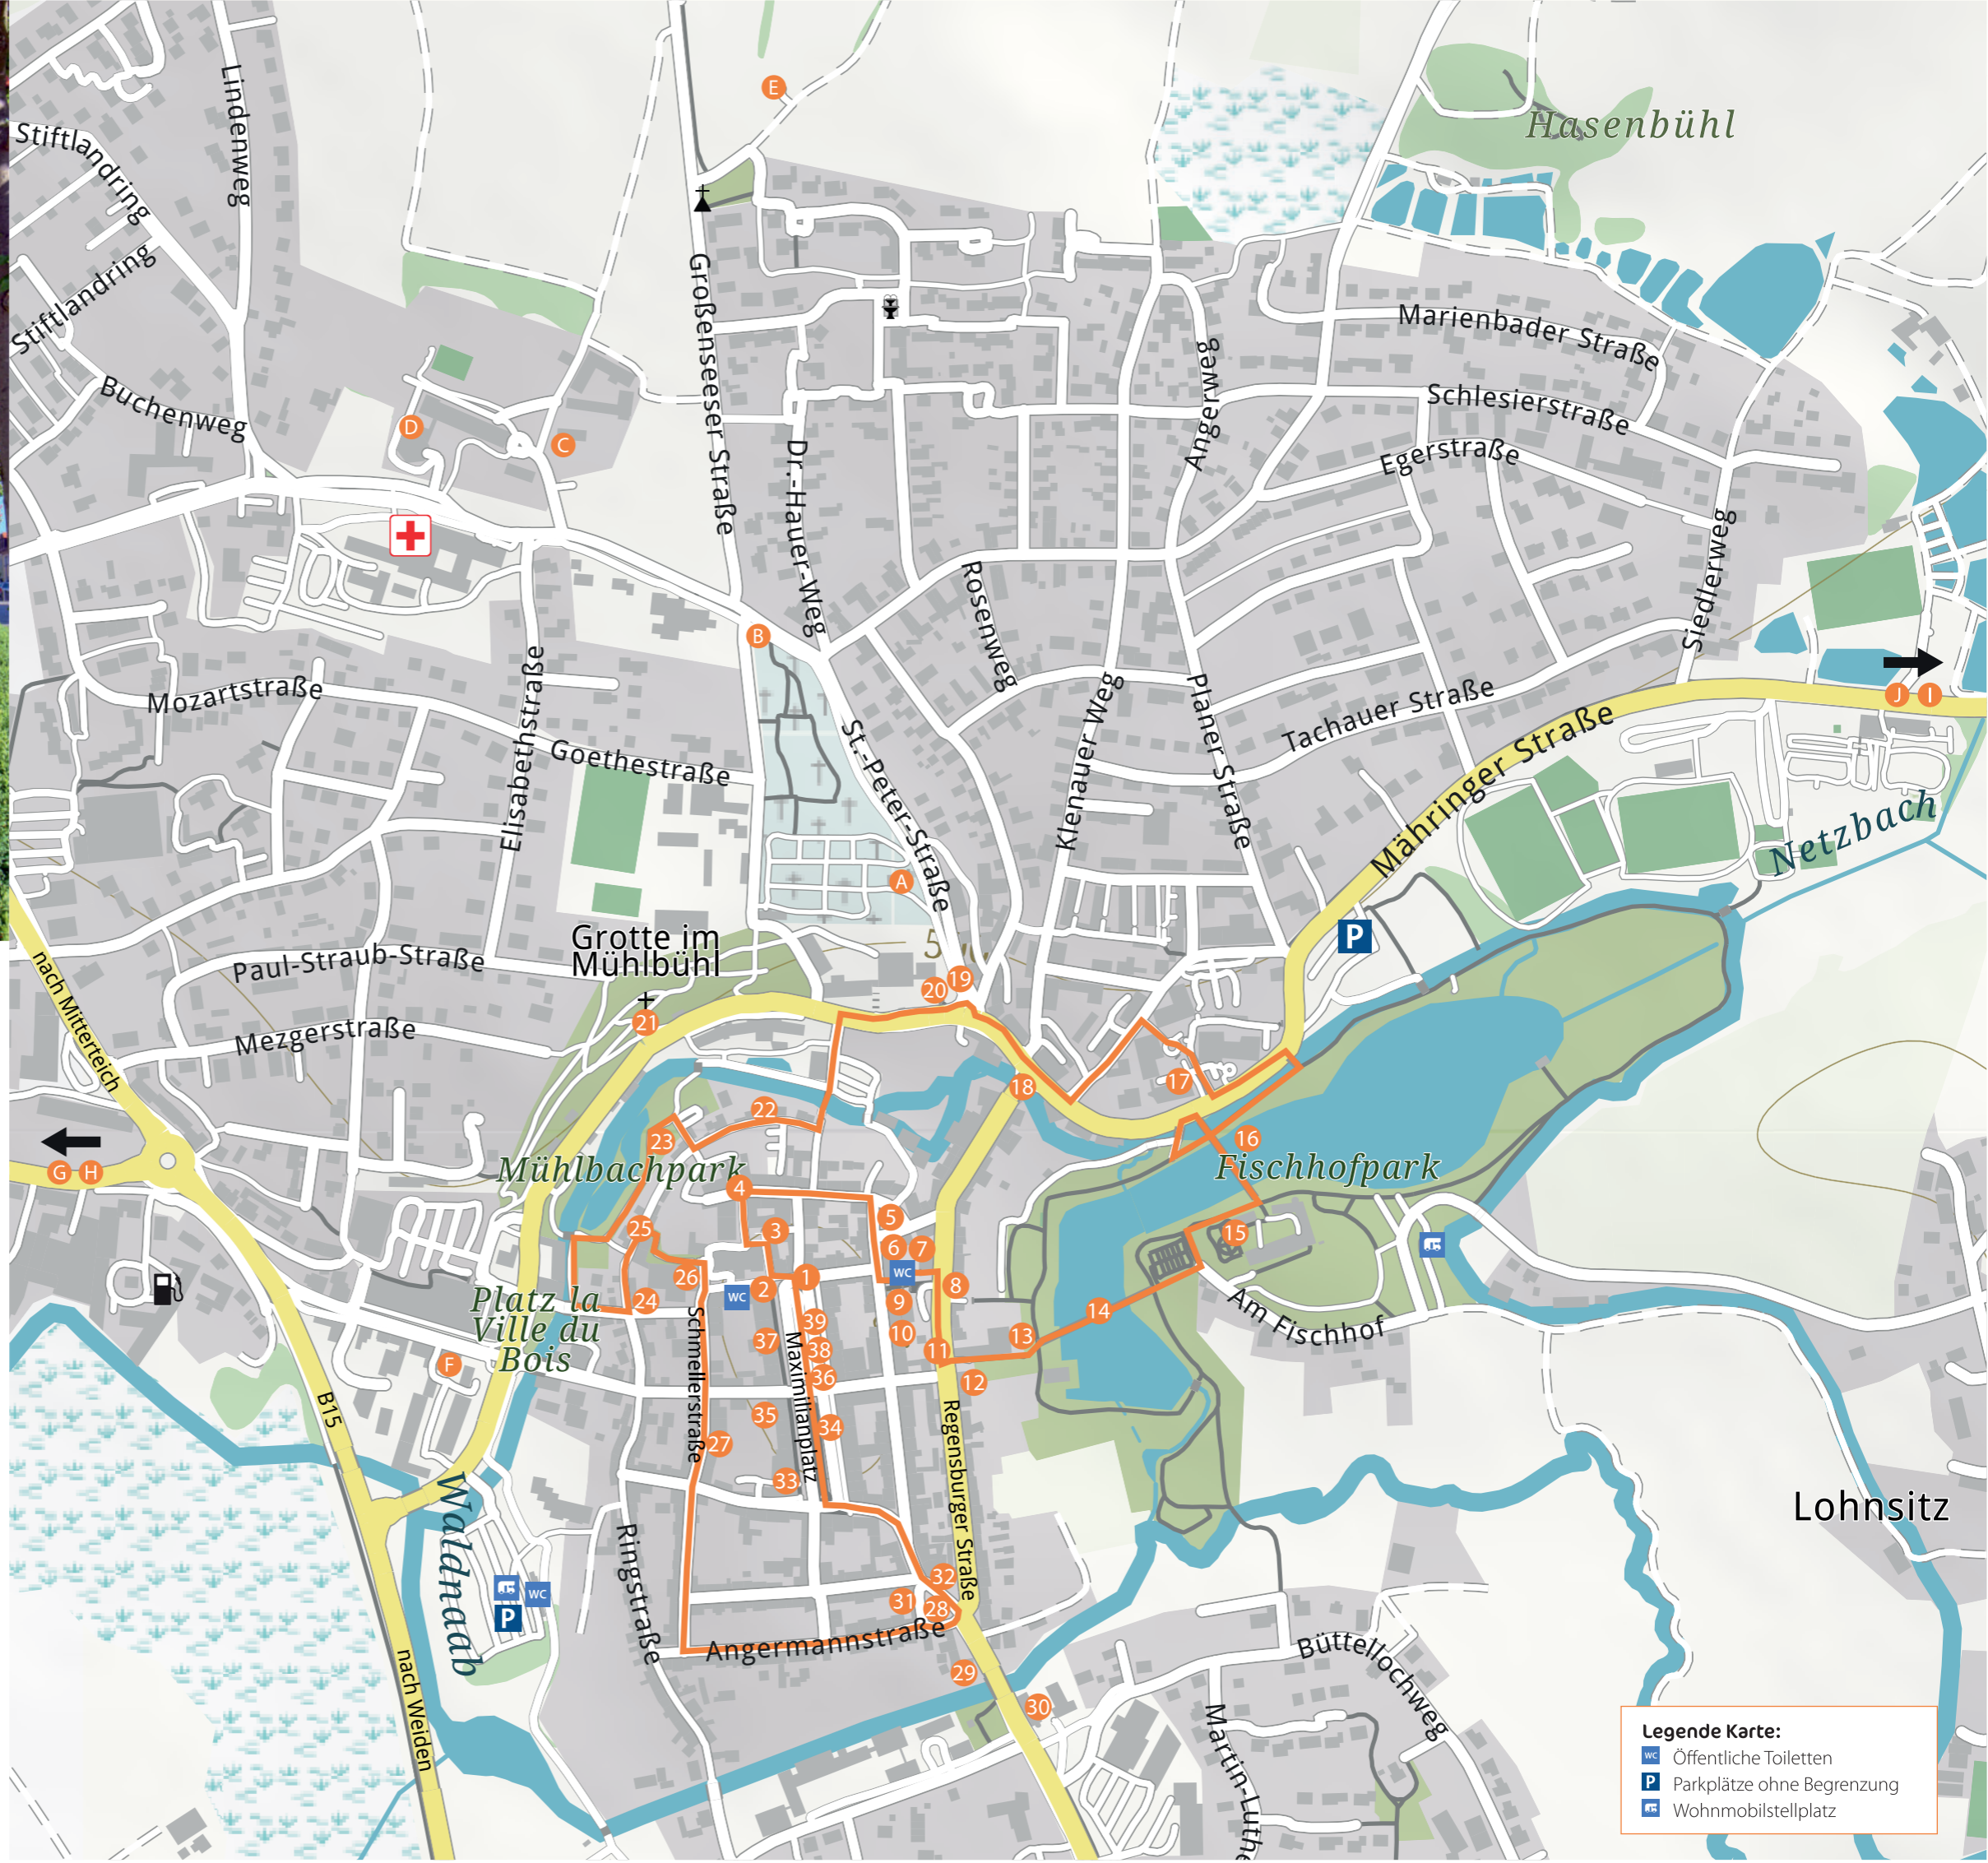 E
Hasenbühl
Lindenweg
Stiftlandring
Stiftlandring
Großenseeser Straße
Marienbader Straße
Angerweg
Schlesierstraße
Buchenweg
D
C
Egerstraße
Dr.-Hauer-Weg
Siedlerweg
Rosenweg
B
J
I
Mozartstraße
Elisabethstraße
Goethestraße
St.-Peter-Straße
Klenauer Weg
Planer Straße
Tachauer Straße
Mähringer Straße
Netzbach
A
P
Grotte im
Mühlbühl
nach Mitterteich
Paul-Straub-Straße
19
20
21
Mezgerstraße
18
17
22
16
23
G
H
Mühlbachpark
Fischhofpark
4
5
25
3
6
7
15
WC
26
1
2
WC
8
24
9
14
Platz la
Ville du
Bois
39
10
13
Am Fischhof
37
38
11
F
36
12
Schmellerstraße
Maximilianplatz
B15
35
34
27
Regensburger Straße
33
Lohnsitz
Waldnaab
Ringstraße
WC
P
32
31
28
Angermannstraße
Büttellochweg
29
30
nach Weiden
Martin-Luthe
Legende Karte:
WC Öffentliche Toiletten
P Parkplätze ohne Begrenzung
Wohnmobilstellplatz